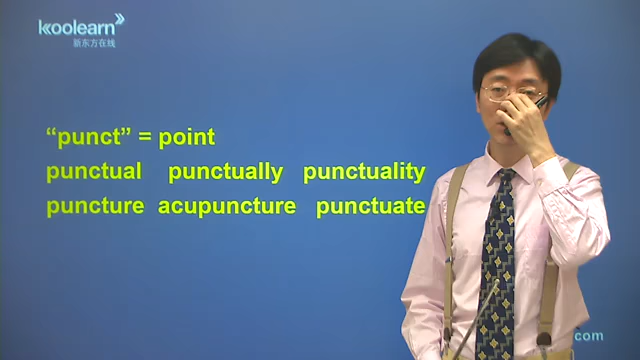 koolearn
新东方在线
“punct” = point
punctual punctually punctuality
puncture acupuncture punctuate
com